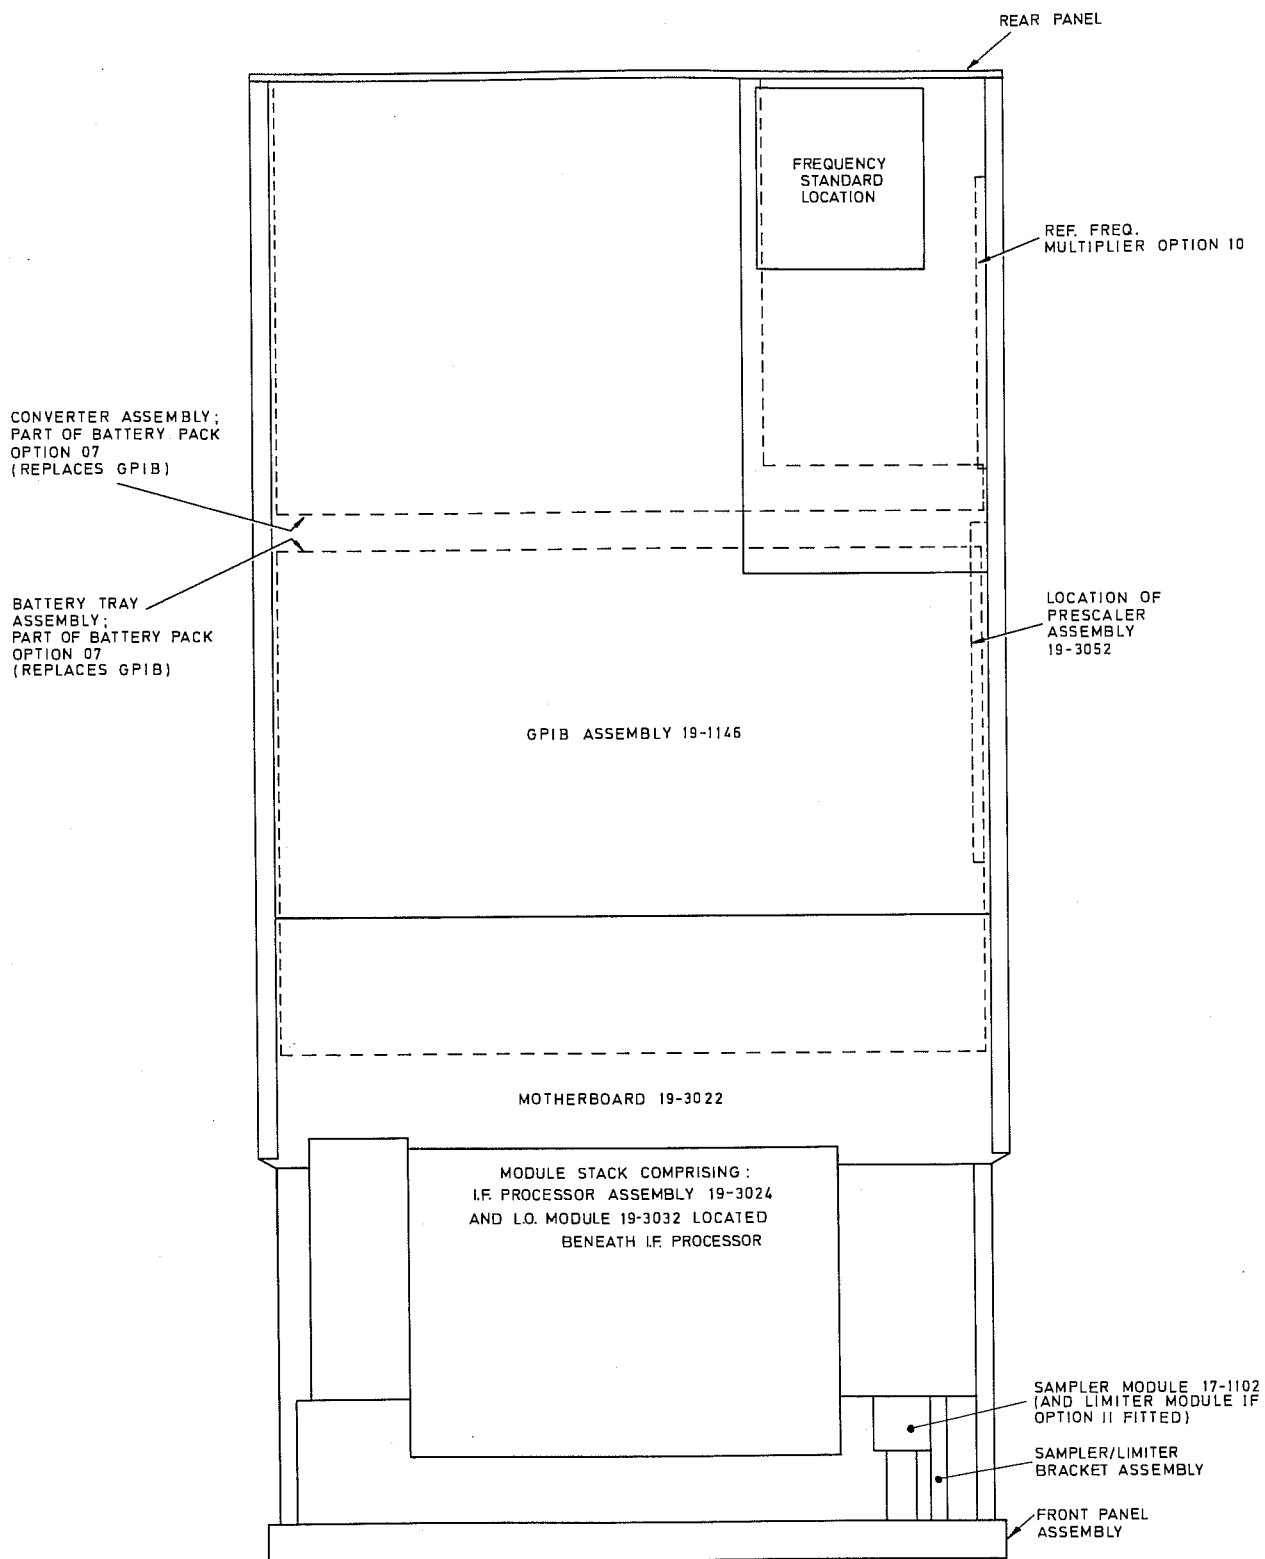 REAR PANEL
FREQUENCY
STANDARD
LOCATION
REF. FREQ.
MULTIPLIER OPTION 10
CONVERTER ASSEMBLY;
PART OF BATTERY PACK
OPTION 07
(REPLACES GPIB)
BATTERY TRAY
ASSEMBLY;
PART OF BATTERY PACK
OPTION 07
(REPLACES GPIB)
LOCATION OF
PRESCALER
ASSEMBLY
19-3052
GPIB ASSEMBLY 19-1146
MOTHERBOARD 19-3022
MODULE STACK COMPRISING:
I.F. PROCESSOR ASSEMBLY 19-3024
AND L.O. MODULE 19-3032 LOCATED
BENEATH I.F. PROCESSOR
SAMPLER MODULE 17-1102
(AND LIMITER MODULE IF
OPTION 11 FITTED)
SAMPLER/LIMITER
BRACKET ASSEMBLY
FRONT PANEL
ASSEMBLY